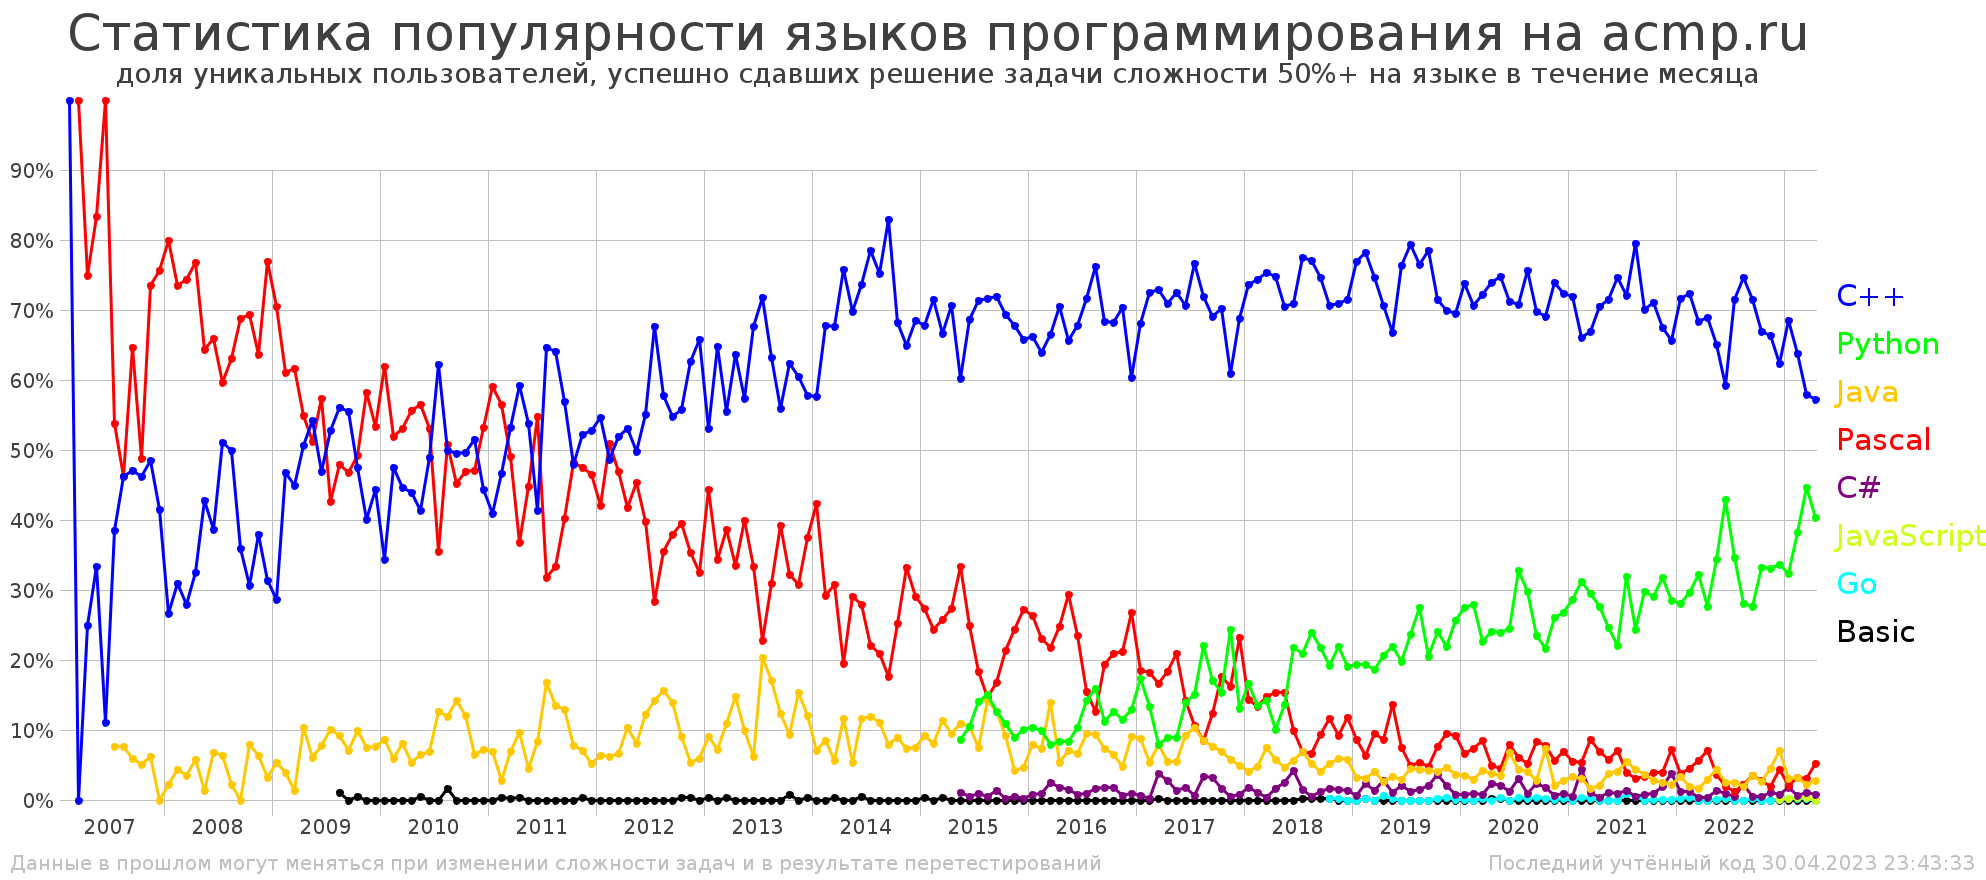 Статистика популярности языков программирования на acmp.ru
доля уникальных пользователей, успешно сдавших решение задачи сложности 50%+ на языке в течение месяца
90%
80%
70%
60%
50%
40%
30%
20%
10%
0%
2007 2008 2009 2010 2011 2012 2013 2014 2015 2016 2017 2018 2019 2020 2021 2022
C++
Python
Java
Pascal
C#
JavaScript
Go
Basic
Данные в прошлом могут меняться при изменении сложности задач и в результате перетестирований
Последний учтённый код 30.04.2023 23:43:33